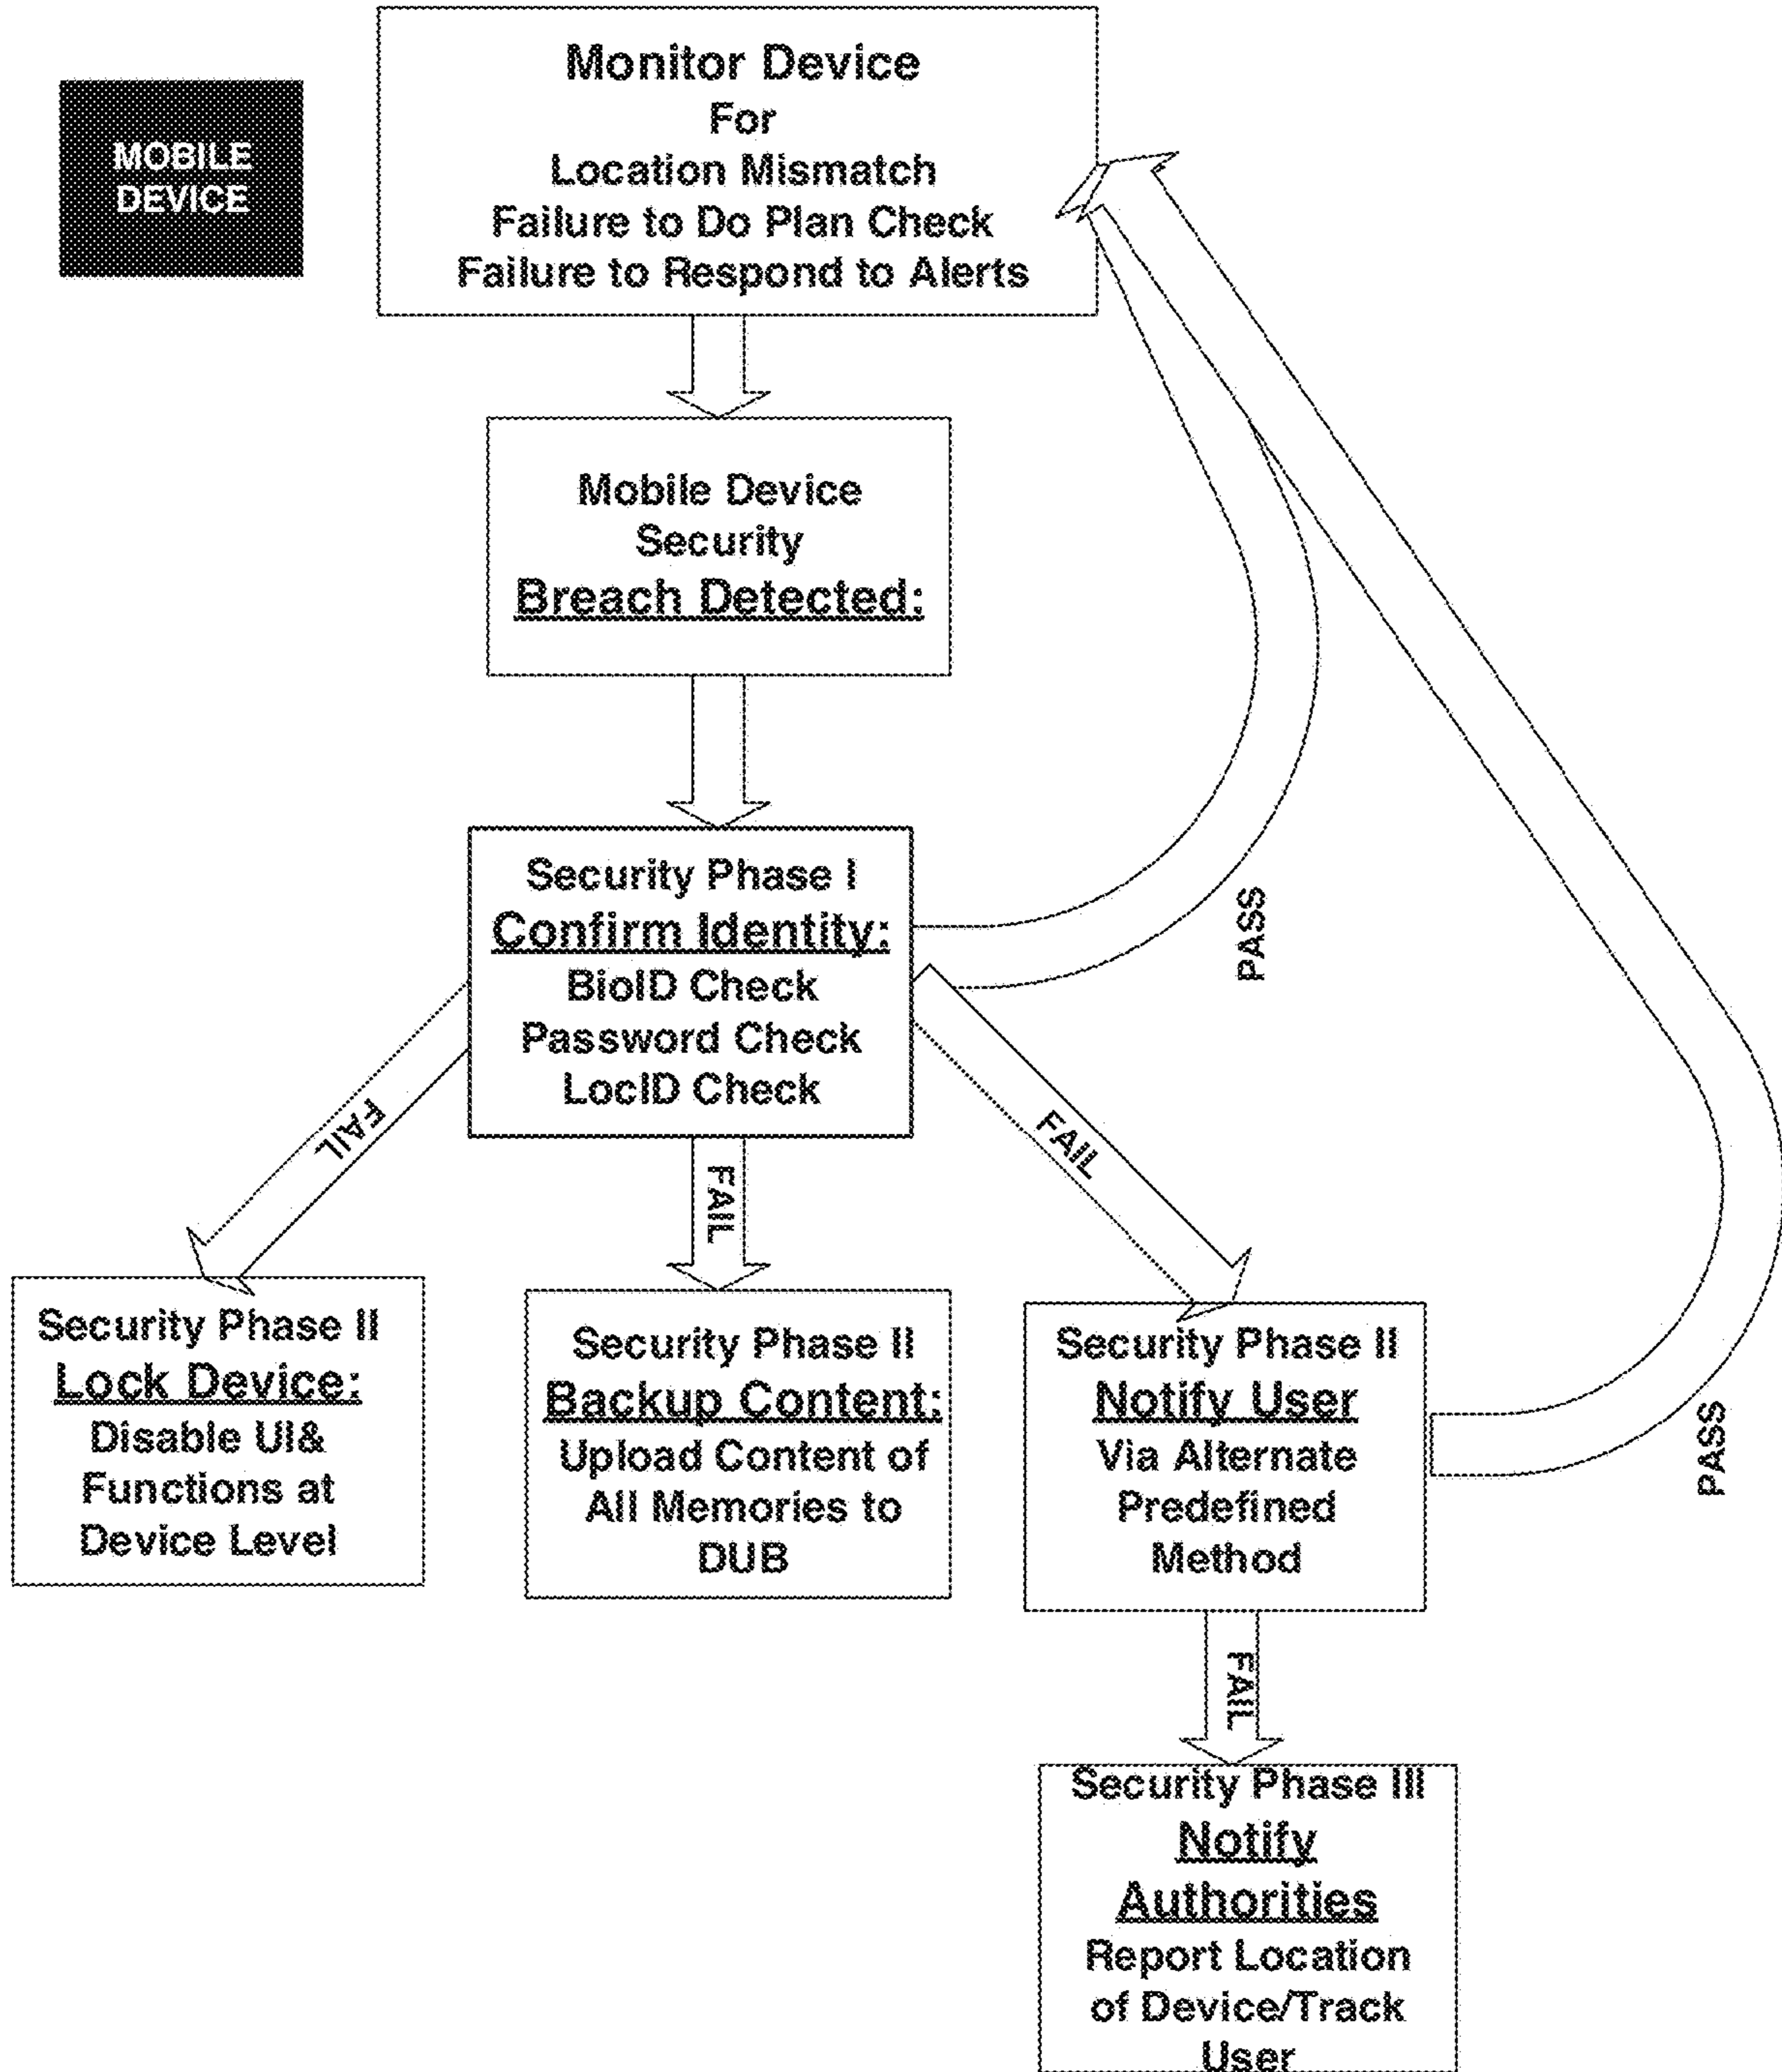 MOBILE
DEVICE
Monitor Device
For
Location Mismatch
Failure to Do Plan Check
Failure to Respond to Alerts
Mobile Device
Security
Breach Detected:
Security Phase I
Confirm Identity:
BioID Check
Password Check
LocID Check
PASS
FAIL
FAIL
FAIL
Security Phase II
Lock Device:
Disable UI&
Functions at
Device Level
Security Phase II
Backup Content:
Upload Content of
All Memories to
DUB
Security Phase II
Notify User
Via Alternate
Predefined
Method
PASS
FAIL
Security Phase III
Notify
Authorities
Report Location
of Device/Track
User